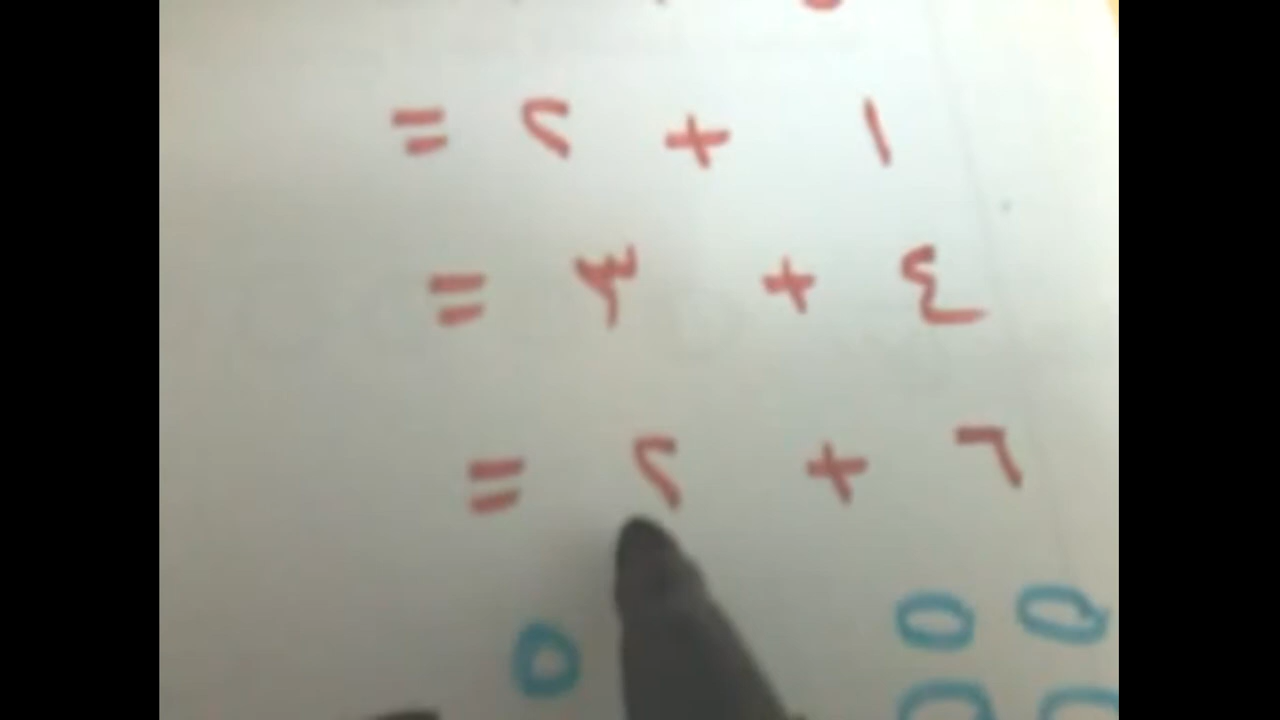 ١ + ٢ =
٤ + ٣ =
٦ + ٢ =